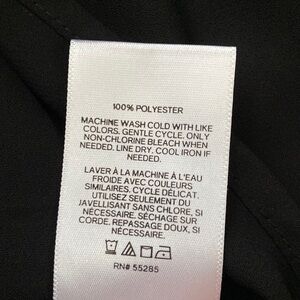 100% POLYESTER
MACHINE WASH COLD WITH LIKE
COLORS. GENTLE CYCLE. ONLY
NON-CHLORINE BLEACH WHEN
NEEDED. LINE DRY. COOL IRON IF
NEEDED.
LAVER À LA MACHINE À L'EAU
FROIDE AVEC COULEURS
SIMILAIRES. CYCLE DÉLICAT.
UTILISEZ SEULEMENT DU
JAVELLISANT SANS CHLORE, SI
NÉCESSAIRE. SÉCHAGE SUR
CORDE. REPASSAGE DOUX, SI
NÉCESSAIRE.
RN# 55285